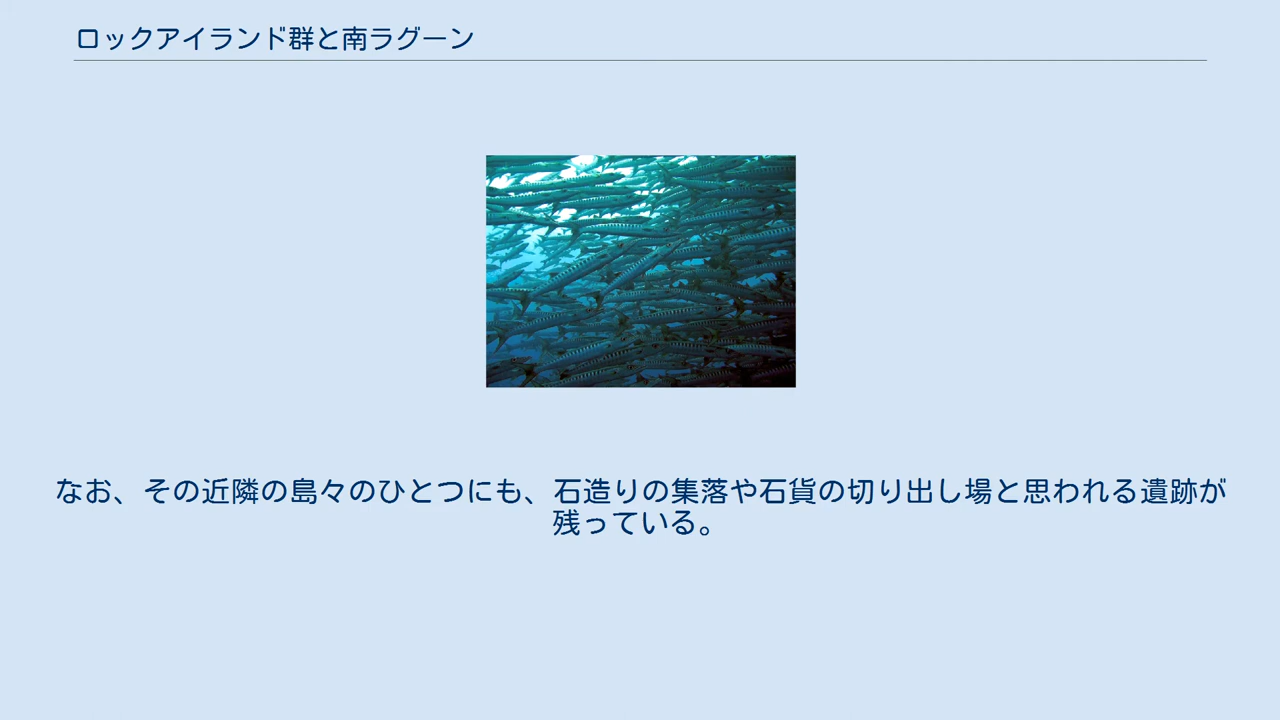 ロックアイランド群と南ラグーン
なお、その近隣の島々のひとつにも、石造りの集落や石貨の切り出し場と思われる遺跡が
残っている。